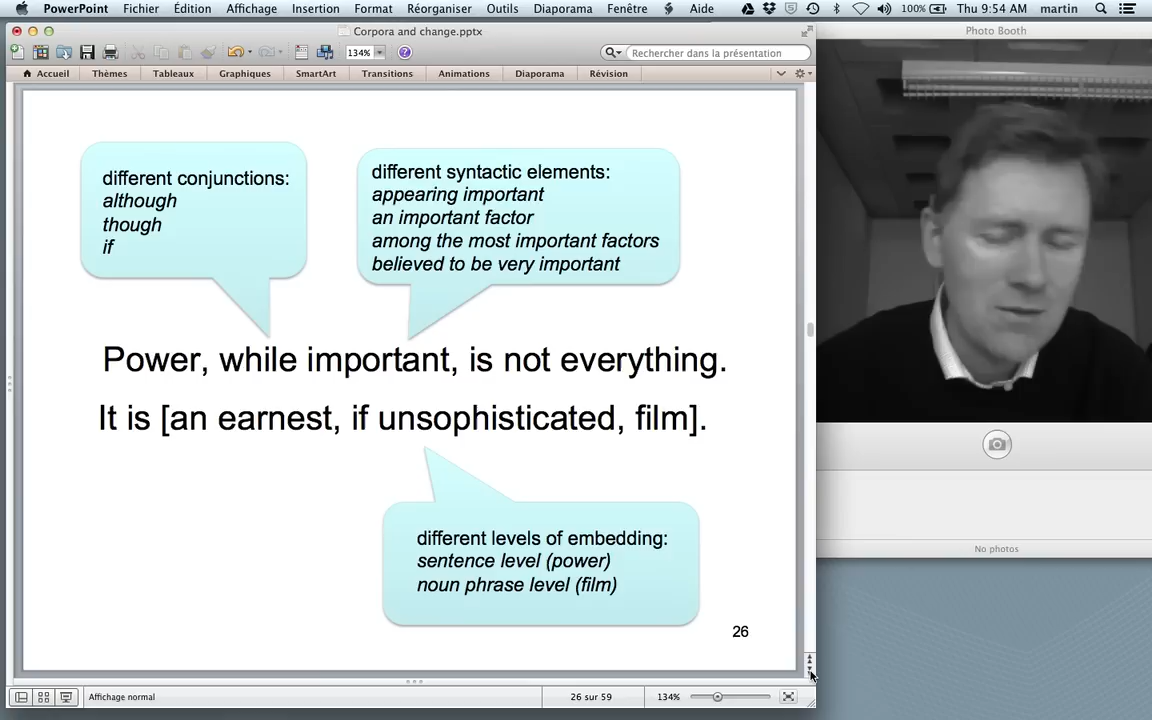 PowerPoint Fichier Édition Affichage Insertion Format Réorganiser Outils Diaporama Fenêtre Aide 100% Thu 9:54 AM martin
Corpora and change.pptx
Photo Booth
134%
Rechercher dans la présentation
Accueil Thèmes Tableaux Graphiques SmartArt Transitions Animations Diaporama Révision
different conjunctions:
although
though
if
different syntactic elements:
appearing important
an important factor
among the most important factors
believed to be very important
Power, while important, is not everything.
It is [an earnest, if unsophisticated, film].
different levels of embedding:
sentence level (power)
noun phrase level (film)
26
No photos
Affichage normal 26 sur 59 134%